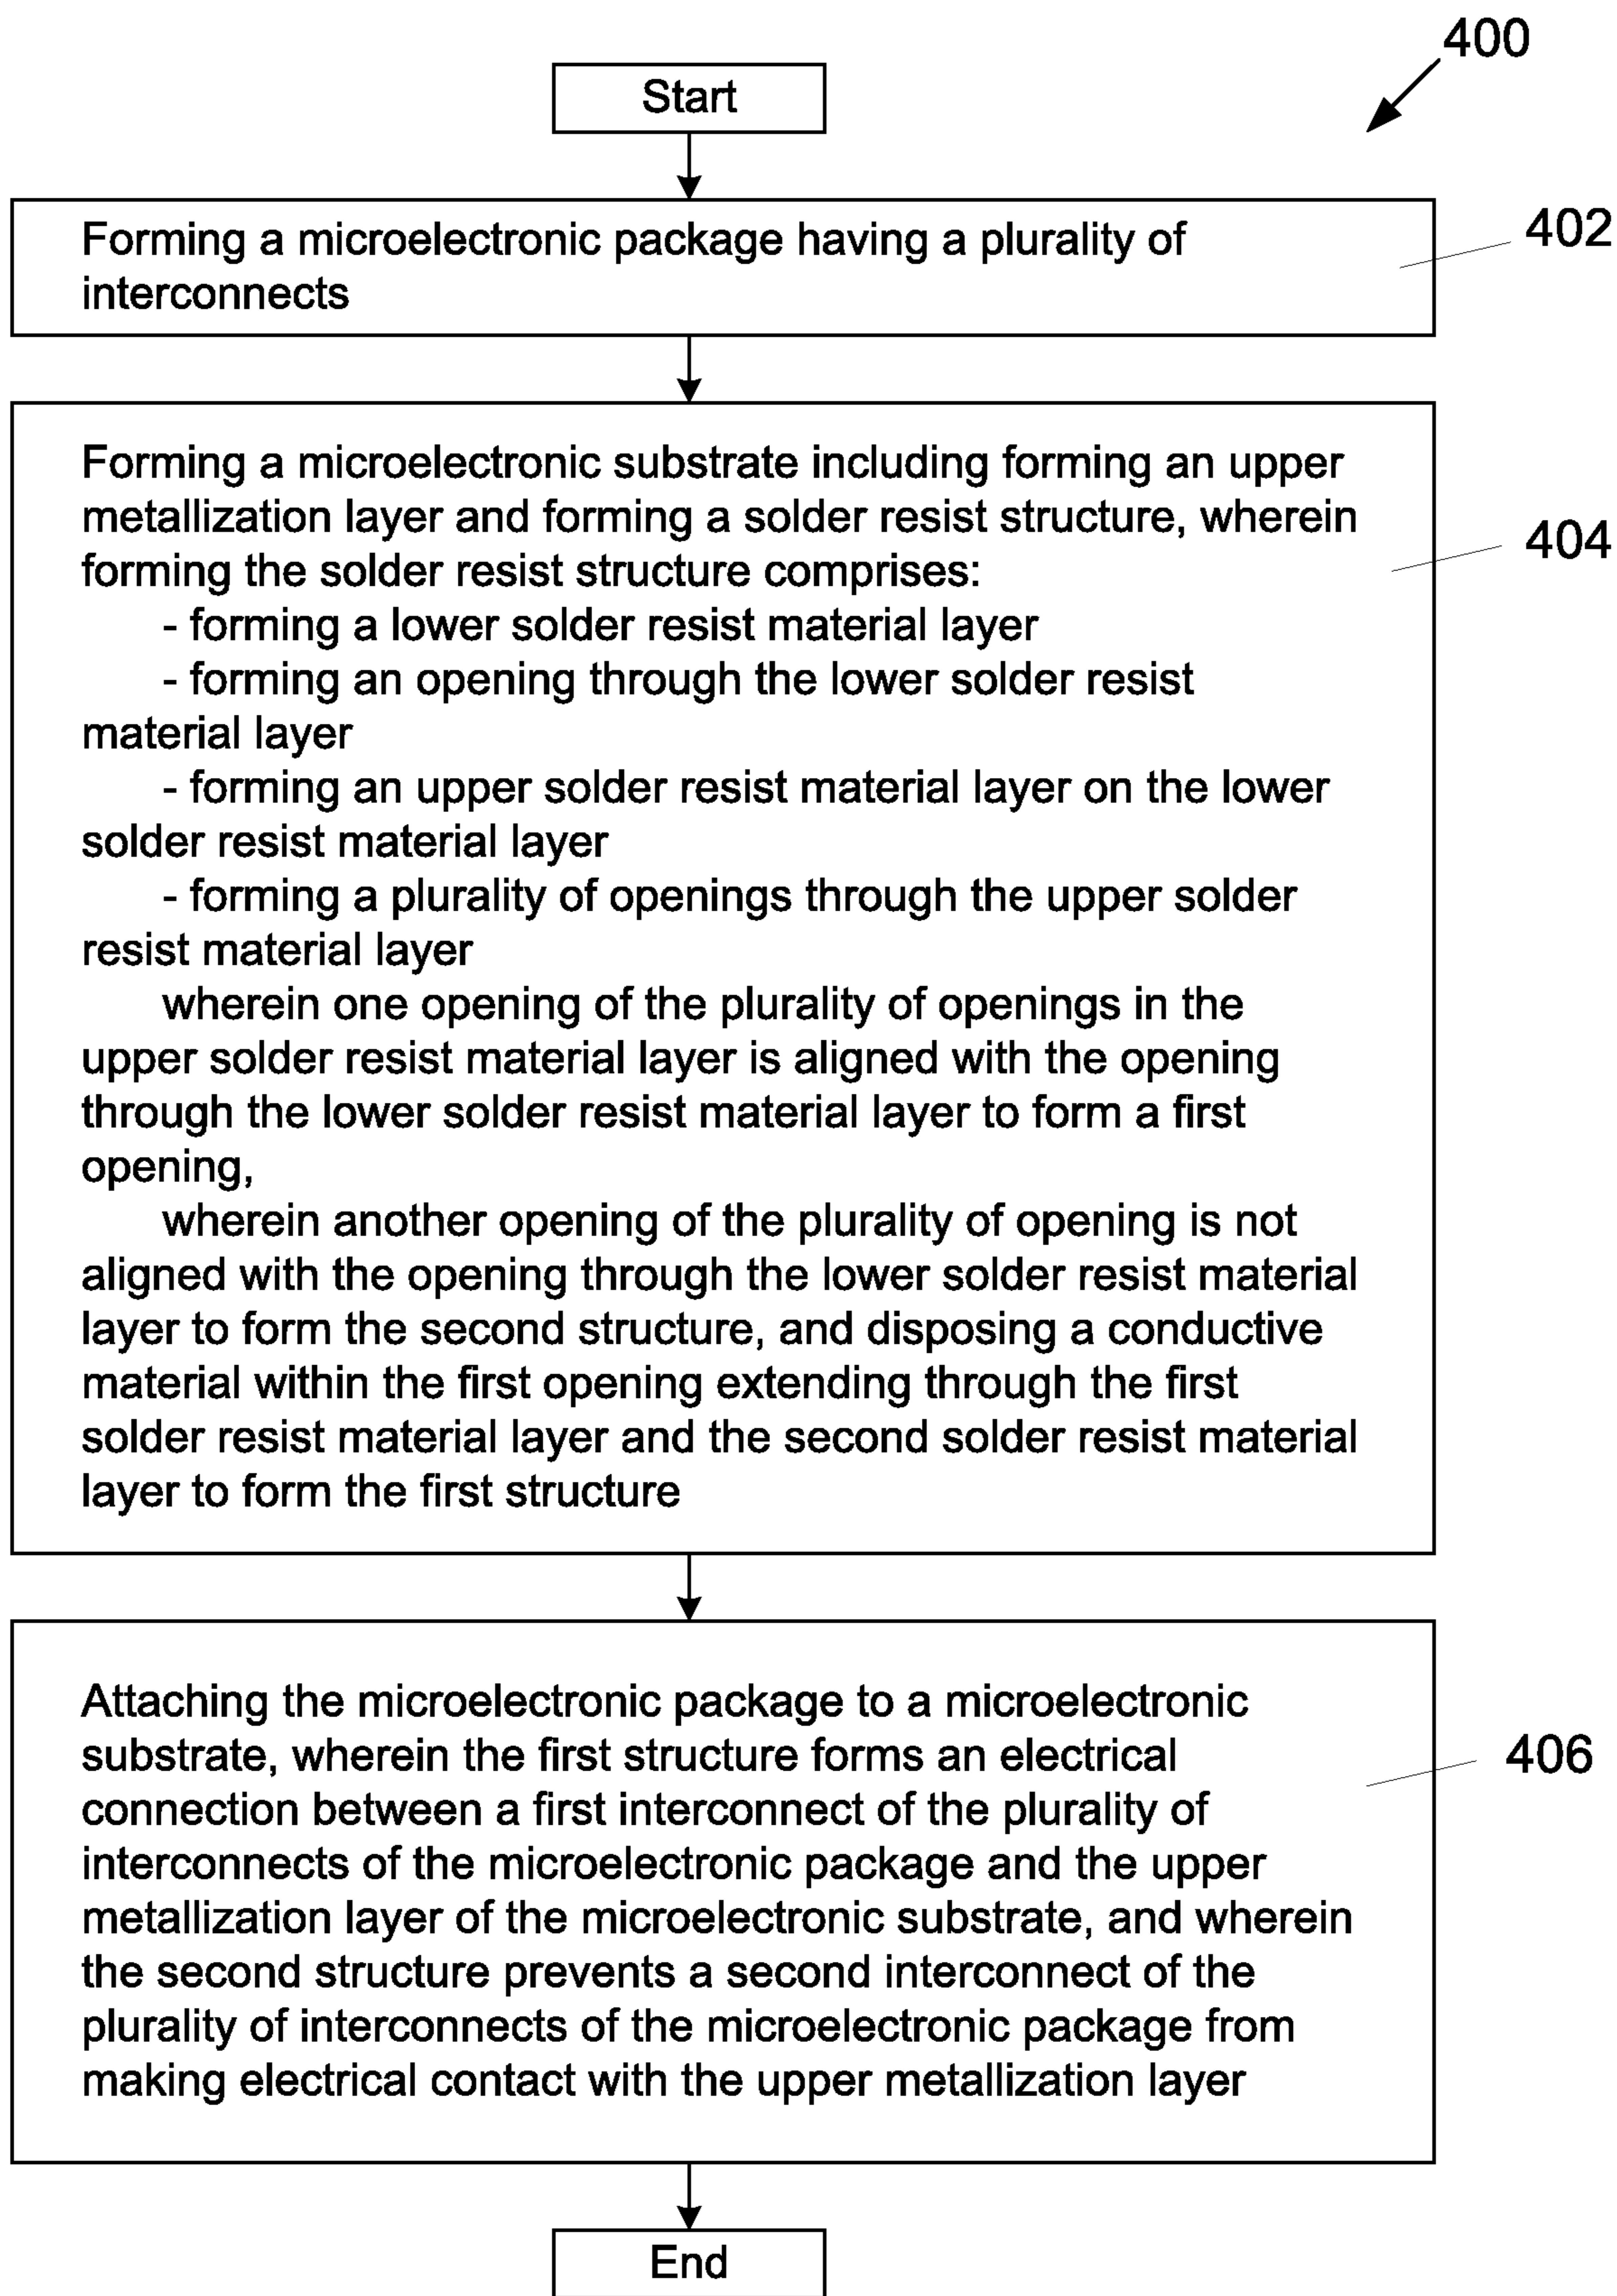 400
Start
Forming a microelectronic package having a plurality of
interconnects
402
Forming a microelectronic substrate including forming an upper
metallization layer and forming a solder resist structure, wherein
forming the solder resist structure comprises:
- forming a lower solder resist material layer
- forming an opening through the lower solder resist
material layer
- forming an upper solder resist material layer on the lower
solder resist material layer
- forming a plurality of openings through the upper solder
resist material layer
wherein one opening of the plurality of openings in the
upper solder resist material layer is aligned with the opening
through the lower solder resist material layer to form a first
opening,
wherein another opening of the plurality of opening is not
aligned with the opening through the lower solder resist material
layer to form the second structure, and disposing a conductive
material within the first opening extending through the first
solder resist material layer and the second solder resist material
layer to form the first structure
404
Attaching the microelectronic package to a microelectronic
substrate, wherein the first structure forms an electrical
connection between a first interconnect of the plurality of
interconnects of the microelectronic package and the upper
metallization layer of the microelectronic substrate, and wherein
the second structure prevents a second interconnect of the
plurality of interconnects of the microelectronic package from
making electrical contact with the upper metallization layer
406
End